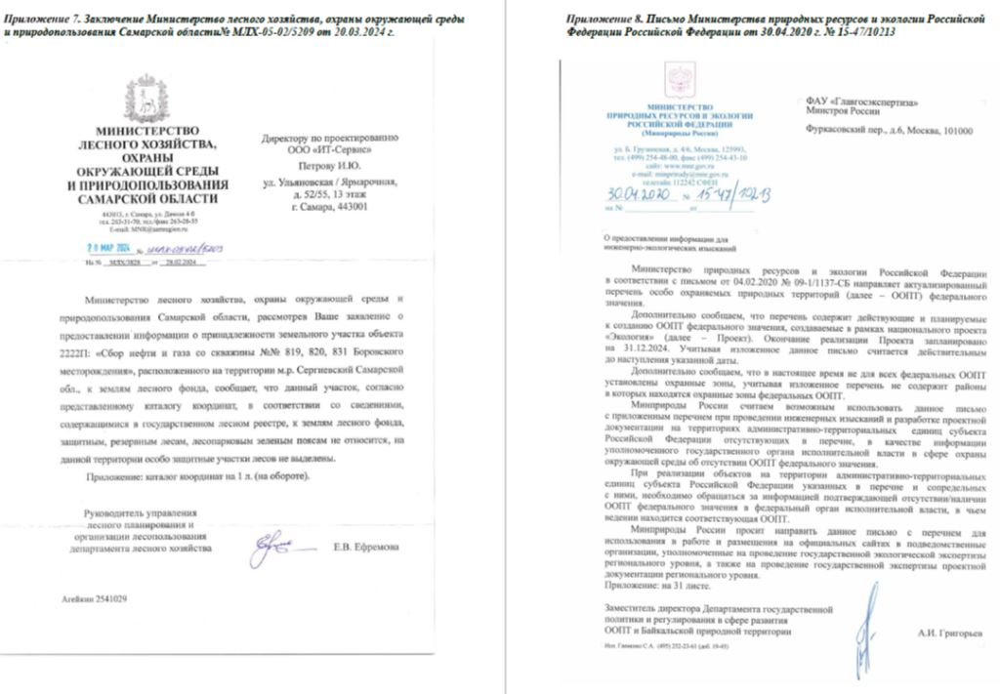 Приложение 7. Заключение Министерство лесного хозяйства, охраны окружающей среды
и природопользования Самарской области№ МЛХ-05-02/5209 от 20.03.2024 г.
МИНИСТЕРСТВО
ЛЕСНОГО ХОЗЯЙСТВА,
ОХРАНЫ
ОКРУЖАЮЩЕЙ СРЕДЫ
И ПРИРОДОПОЛЬЗОВАНИЯ
САМАРСКОЙ ОБЛАСТИ
443013, г. Самара, ул. Дачная 4-б
тел. 263-31-70; тел./факс 263-28-35
E-mail: MNR@samregion.ru
20 МАР 2024 № МЛХ-05-02/5209
На № МЛХ/3828 от 28.02.2024
Директору по проектированию
ООО «ИТ-Сервис»
Петрову И.Ю.
ул. Ульяновская / Ярмарочная,
д. 52/55, 13 этаж
г. Самара, 443001
Министерство лесного хозяйства, охраны окружающей среды и
природопользования Самарской области, рассмотрев Ваше заявление о
предоставлении информации о принадлежности земельного участка объекта
2222П: «Сбор нефти и газа со скважины №№ 819, 820, 831 Боровского
месторождения», расположенного на территории м.р. Сергиевский Самарской
обл., к землям лесного фонда, сообщает, что данный участок, согласно
представленному каталогу координат, в соответствии со сведениями,
содержащимися в государственном лесном реестре, к землям лесного фонда,
защитным, резервным лесам, лесопарковым зеленым поясам не относится, на
данной территории особо защитные участки лесов не выделены.
Приложение: каталог координат на 1 л. (на обороте).
Руководитель управления
лесного планирования и
организации лесопользования
департамента лесного хозяйства
Е.В. Ефремова
Агейкин 2541029
Приложение 8. Письмо Министерства природных ресурсов и экологии Российской
Федерации Российской Федерации от 30.04.2020 г. № 15-47/10213
МИНИСТЕРСТВО
ПРИРОДНЫХ РЕСУРСОВ И ЭКОЛОГИИ
РОССИЙСКОЙ ФЕДЕРАЦИИ
(Минприроды России)
ул. Б. Грузинская, д. 4/6, Москва, 125993,
тел. (499) 254-48-00, факс (499) 254-43-10
сайт: www.mnr.gov.ru
e-mail: minprirody@mnr.gov.ru
телетайп 112242 СФЕН
30.04.2020 № 15-47/10213
на № от
ФАУ «Главгосэкспертиза»
Минстроя России
Фуркасовский пер., д.6, Москва, 101000
О предоставлении информации для
инженерно-экологических изысканий
Министерство природных ресурсов и экологии Российской Федерации
в соответствии с письмом от 04.02.2020 № 09-1/1137-СБ направляет актуализированный
перечень особо охраняемых природных территорий (далее – ООПТ) федерального
значения.
Дополнительно сообщаем, что перечень содержит действующие и планируемые
к созданию ООПТ федерального значения, создаваемые в рамках национального проекта
«Экология» (далее – Проект). Окончание реализации Проекта запланировано
на 31.12.2024. Учитывая изложенное данное письмо считается действительным
до наступления указанной даты.
Дополнительно сообщаем, что в настоящее время не для всех федеральных ООПТ
установлены охранные зоны, учитывая изложенное перечень не содержит районы
в которых находятся охранные зоны федеральных ООПТ.
Минприроды России считаем возможным использовать данное письмо
с приложенным перечнем при проведении инженерных изысканий и разработке проектной
документации на территориях административно-территориальных единиц субъекта
Российской Федерации отсутствующих в перечне, в качестве информации
уполномоченного государственного органа исполнительной власти в сфере охраны
окружающей среды об отсутствии ООПТ федерального значения.
При реализации объектов на территории административно-территориальных
единиц субъекта Российской Федерации указанных в перечне и сопредельных
с ними, необходимо обращаться за информацией подтверждающей отсутствии/наличии
ООПТ федерального значения в федеральный орган исполнительной власти, в чьем
ведении находится соответствующая ООПТ.
Минприроды России просит направить данное письмо с перечнем для
использования в работе и размещения на официальных сайтах в подведомственные
организации, уполномоченные на проведение государственной экологической экспертизы
регионального уровня, а также на проведение государственной экспертизы проектной
документации регионального уровня.
Приложение: на 31 листе.
Заместитель директора Департамента государственной
политики и регулирования в сфере развития
ООПТ и Байкальской природной территории
А.И. Григорьев
Исп. Гапиенко С.А. (495) 252-23-61 (доб. 19-45)